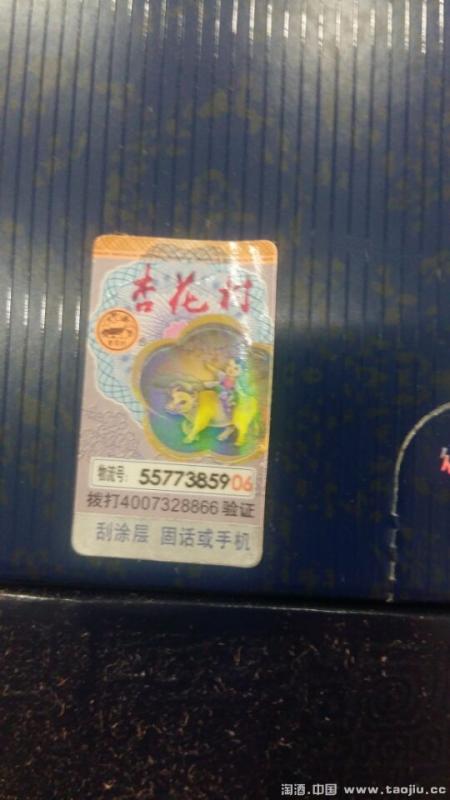 杏花村
物流号: 5577385906
拨打4007328866验证
刮涂层 固话或手机
淘酒.中国 www.taojiu.cc